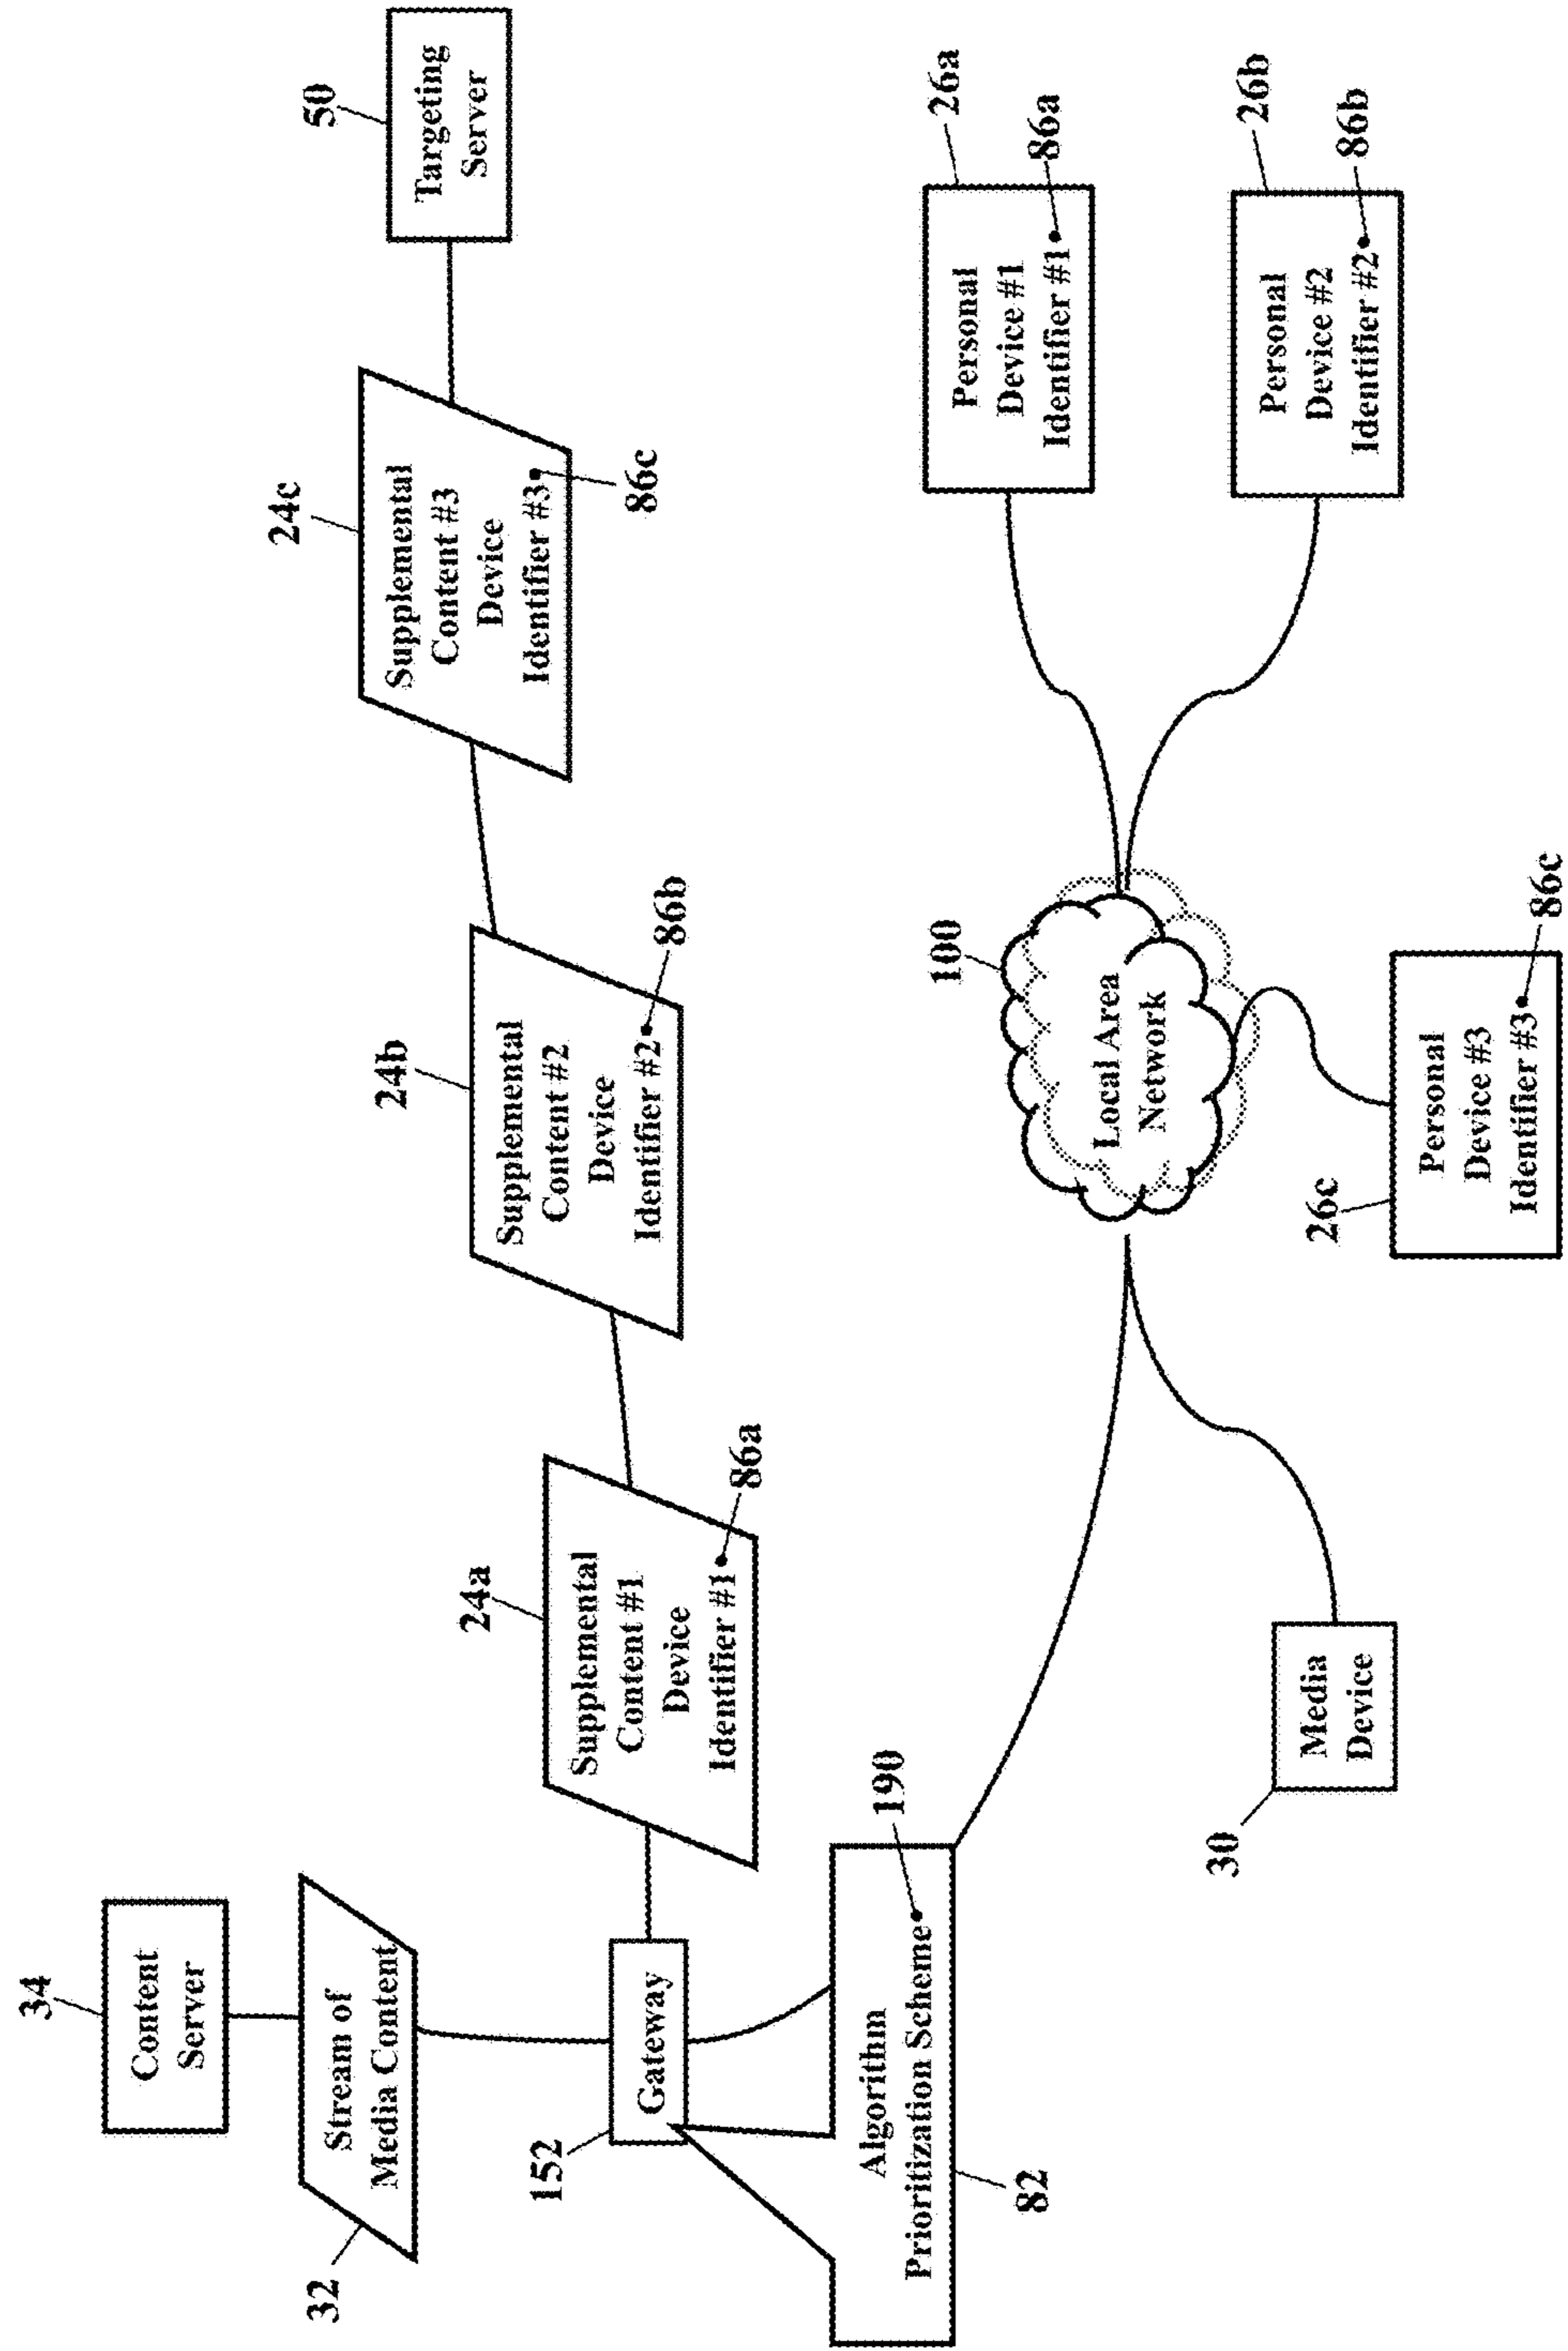 34
Content
Server
32
Stream of
Media Content
152
Gateway
Algorithm
Prioritization Scheme
190
82
24a
Supplemental
Content #1
Device
Identifier #1
86a
24b
Supplemental
Content #2
Device
Identifier #2
86b
24c
Supplemental
Content #3
Device
Identifier #3
86c
50
Targeting
Server
30
Media
Device
100
Local Area
Network
26a
Personal
Device #1
Identifier #1
86a
26b
Personal
Device #2
Identifier #2
86b
26c
Personal
Device #3
Identifier #3
86c